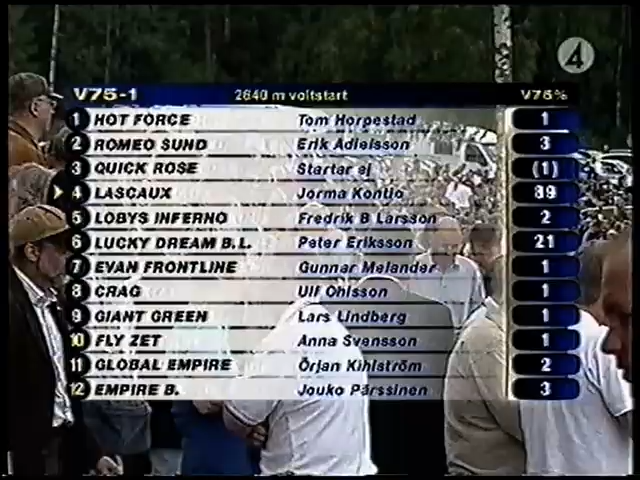 4
V75-1 2640 m voltstart V75%
1 HOT FORCE Tom Horpestad 1
2 ROMEO SUND Erik Adielsson 3
3 QUICK ROSE Startar ej (1)
4 LASCAUX Jorma Kontio 89
5 LOBYS INFERNO Fredrik B Larsson 2
6 LUCKY DREAM B.L. Peter Eriksson 21
7 EVAN FRONTLINE Gunnar Melander 1
8 CRAG Ulf Ohlsson 1
9 GIANT GREEN Lars Lindberg 1
10 FLY ZET Anna Svensson 1
11 GLOBAL EMPIRE Örjan Kihlström 2
12 EMPIRE B. Jouko Pärssinen 3